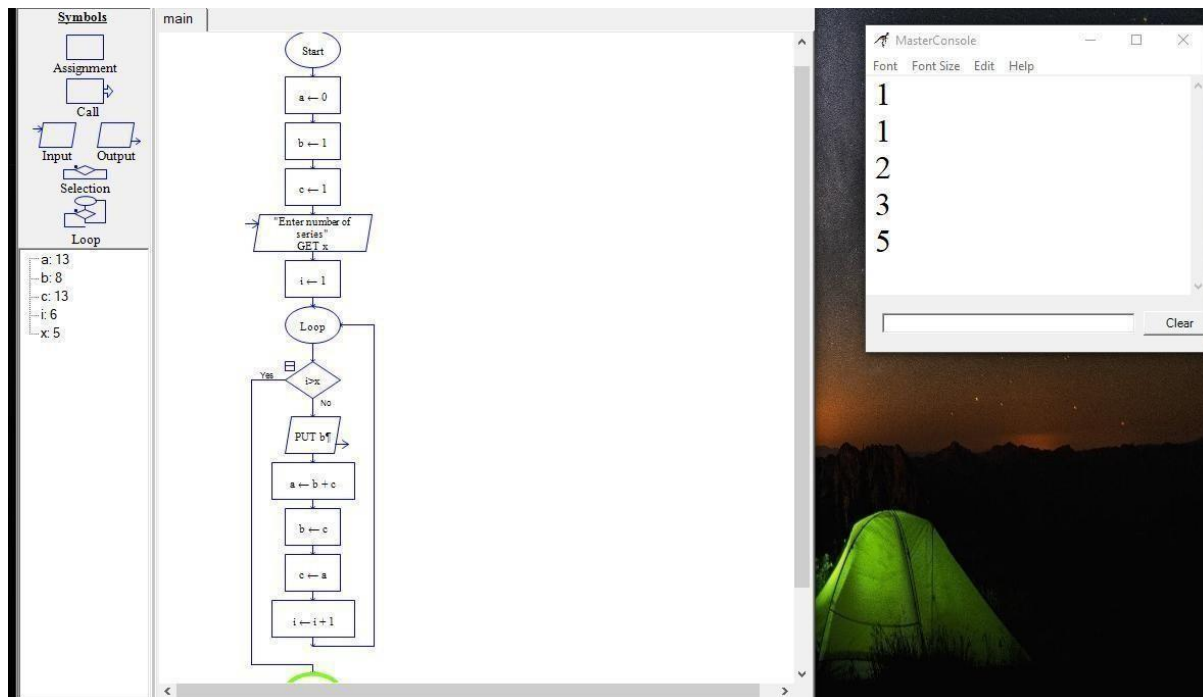 Symbols
Assignment
Call
Input Output
Selection
Loop
a: 13
b: 8
c: 13
i: 6
x: 5
main
Start
a ← 0
b ← 1
c ← 1
"Enter number of
series"
GET x
i ← 1
Loop
i>x
Yes
No
PUT b¶
a ← b + c
b ← c
c ← a
i ← i + 1
MasterConsole
Font Font Size Edit Help
1
1
2
3
5
Clear